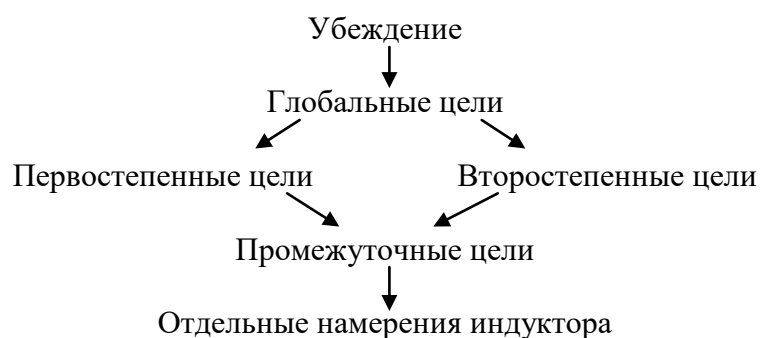 Убеждение
Глобальные цели
Первостепенные цели Второстепенные цели
Промежуточные цели
Отдельные намерения индуктора